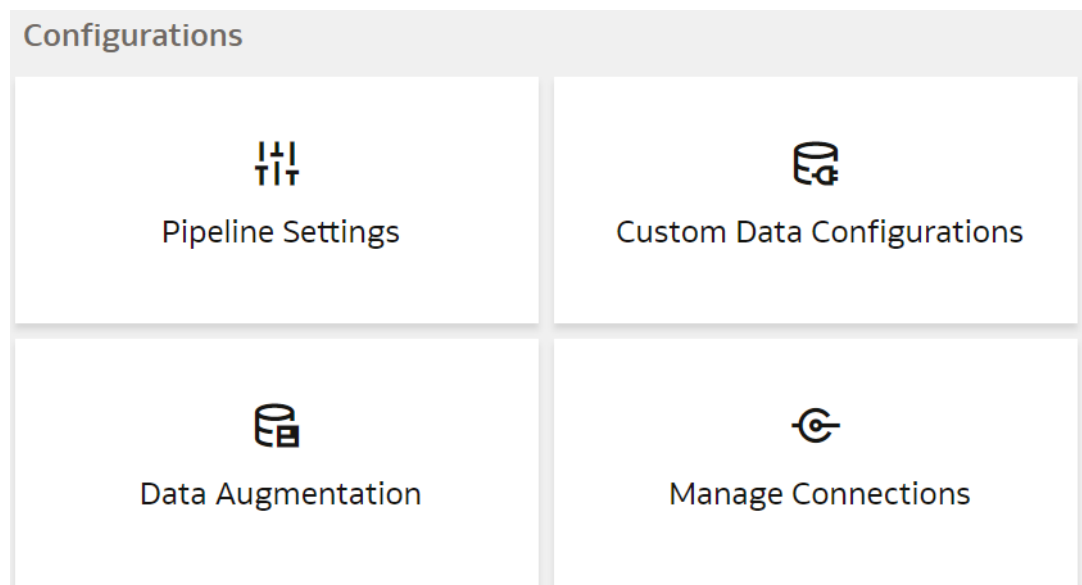 Configurations
Pipeline Settings
Custom Data Configurations
Data Augmentation
Manage Connections